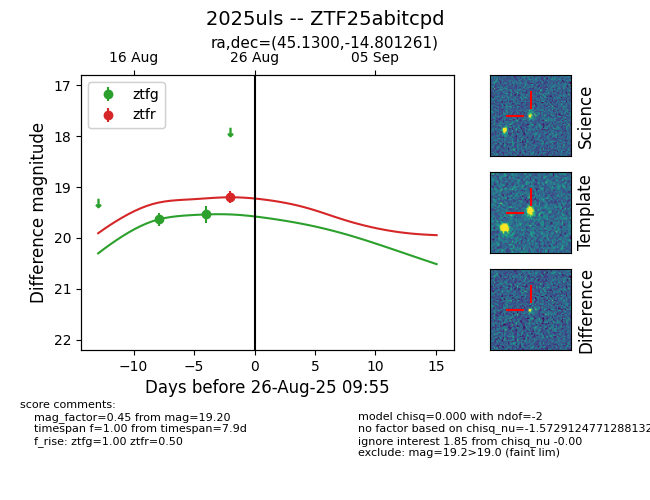 2025uls -- ZTF25abitcpd
ra,dec=(45.1300,-14.801261)
16 Aug 26 Aug 05 Sep
ztfg
ztfr
17
18
19
20
21
22
Difference magnitude
−10 −5 0 5 10 15
Days before 26-Aug-25 09:55
Science
Template
Difference
score comments:
mag_factor=0.45 from mag=19.20
timespan f=1.00 from timespan=7.9d
f_rise: ztfg=1.00 ztfr=0.50
model chisq=0.000 with ndof=-2
no factor based on chisq_nu=-1.5729124771288132
ignore interest 1.85 from chisq_nu -0.00
exclude: mag=19.2>19.0 (faint lim)